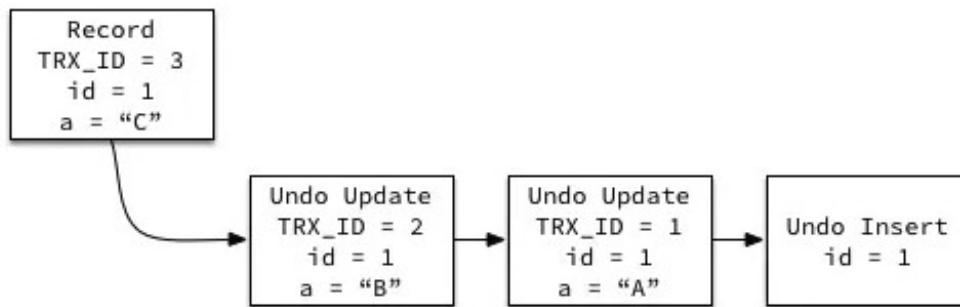 Record
TRX_ID = 3
id = 1
a = “C”
Undo Update
TRX_ID = 2
id = 1
a = “B”
Undo Update
TRX_ID = 1
id = 1
a = “A”
Undo Insert
id = 1